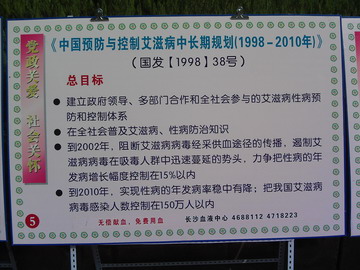 《中国预防与控制艾滋病中长期规划(1998-2010年)》
（国发【1998】38号）
党政关爱 社会关怀
总目标
● 建立政府领导、多部门合作和全社会参与的艾滋病性病预
防和控制体系
● 在全社会普及艾滋病、性病防治知识
● 到2002年，阻断艾滋病病毒经采供血途径的传播，遏制艾
滋病病毒在吸毒人群中迅速蔓延的势头，力争把性病的年
发病增长幅度控制在15%以内
● 到2010年，实现性病的年发病率稳中有降；把我国艾滋病
病毒感染人数控制在150万人以内
5 无偿献血，免费用血 长沙血液中心 4688112 4718223